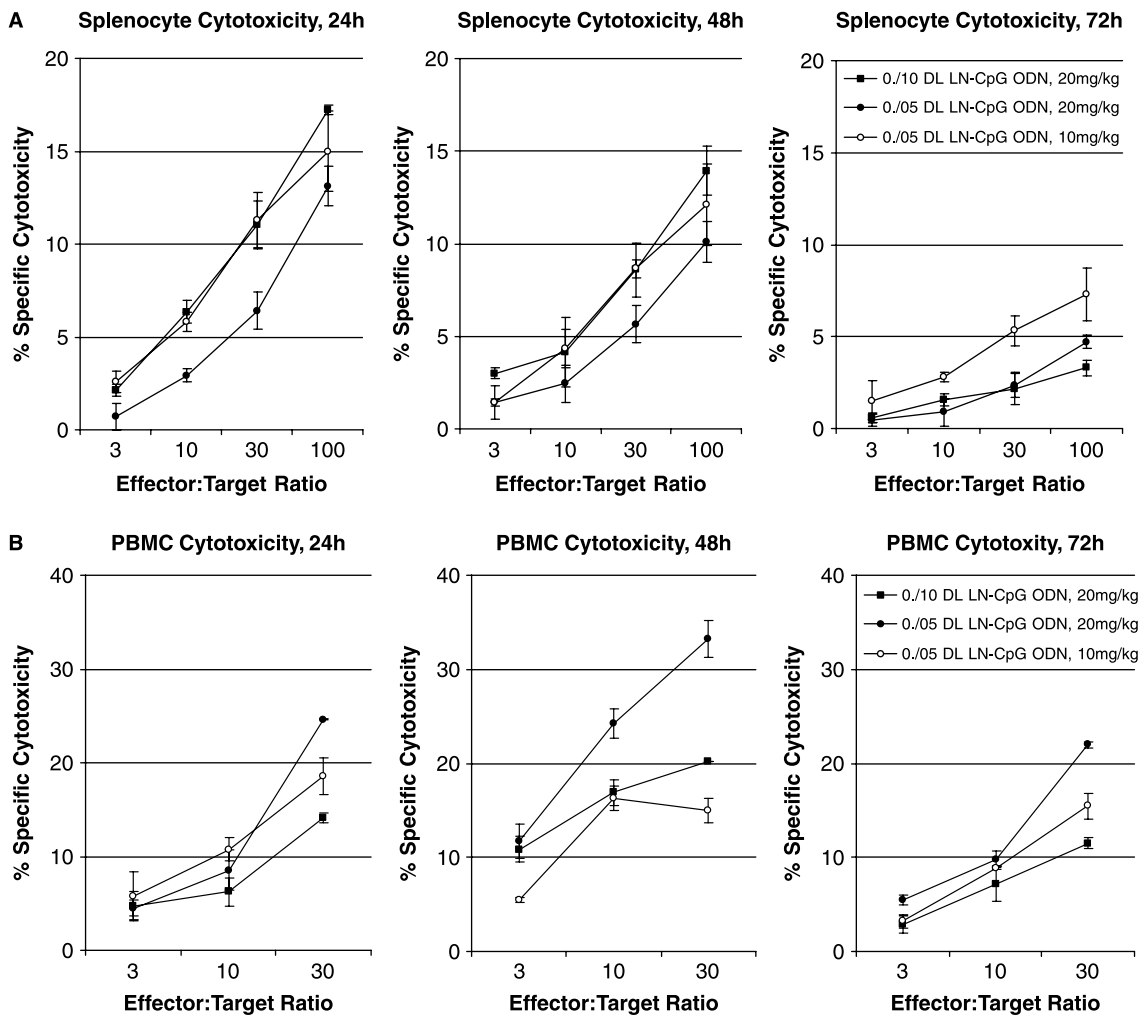 A
Splenocyte Cytotoxicity, 24h
% Specific Cytotoxicity
20
15
10
5
0
3 10 30 100
Effector:Target Ratio
Splenocyte Cytotoxicity, 48h
% Specific Cytotoxicity
20
15
10
5
0
3 10 30 100
Effector:Target Ratio
Splenocyte Cytotoxicity, 72h
% Specific Cytotoxicity
20
15
10
5
0
0./10 DL LN-CpG ODN, 20mg/kg
0./05 DL LN-CpG ODN, 20mg/kg
0./05 DL LN-CpG ODN, 10mg/kg
3 10 30 100
Effector:Target Ratio
B
PBMC Cytotoxicity, 24h
% Specific Cytotoxicity
40
30
20
10
0
3 10 30
Effector:Target Ratio
PBMC Cytotoxicity, 48h
% Specific Cytotoxicity
40
30
20
10
0
3 10 30
Effector:Target Ratio
PBMC Cytotoxity, 72h
% Specific Cytotoxicity
40
30
20
10
0
0./10 DL LN-CpG ODN, 20mg/kg
0./05 DL LN-CpG ODN, 20mg/kg
0./05 DL LN-CpG ODN, 10mg/kg
3 10 30
Effector:Target Ratio